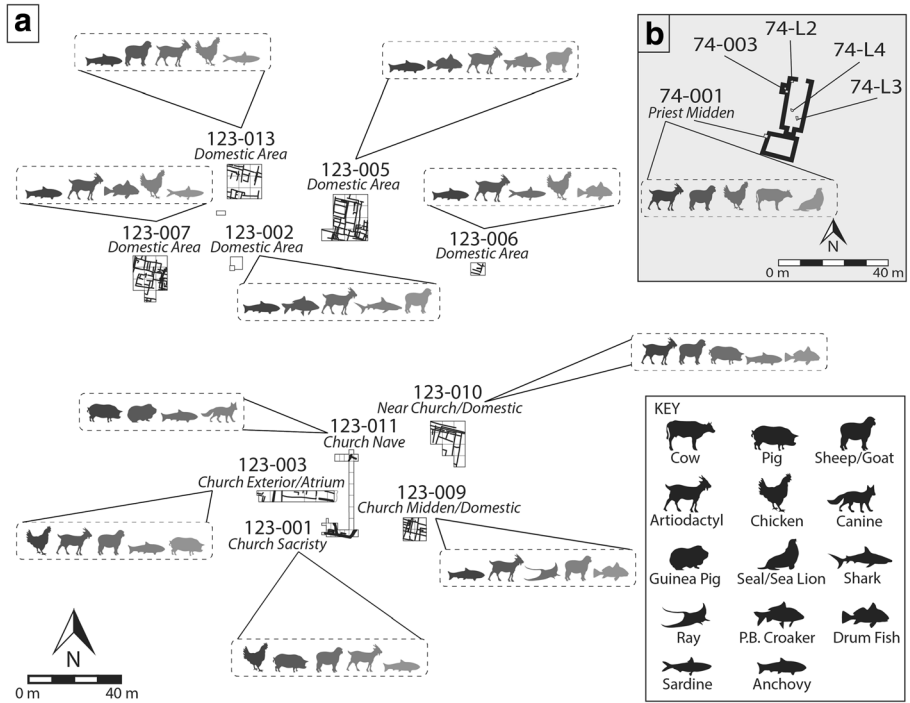 a
123-013
Domestic Area
123-005
Domestic Area
123-007
Domestic Area
123-002
Domestic Area
123-006
Domestic Area
123-010
Near Church/Domestic
123-011
Church Nave
123-003
Church Exterior/Atrium
123-009
Church Midden/Domestic
123-001
Church Sacristy
N
0 m
40 m
b
74-L2
74-003
74-L4
74-L3
74-001
Priest Midden
N
0 m
40 m
KEY
Cow
Pig
Sheep/Goat
Artiodactyl
Chicken
Canine
Guinea Pig
Seal/Sea Lion
Shark
Ray
P.B. Croaker
Drum Fish
Sardine
Anchovy